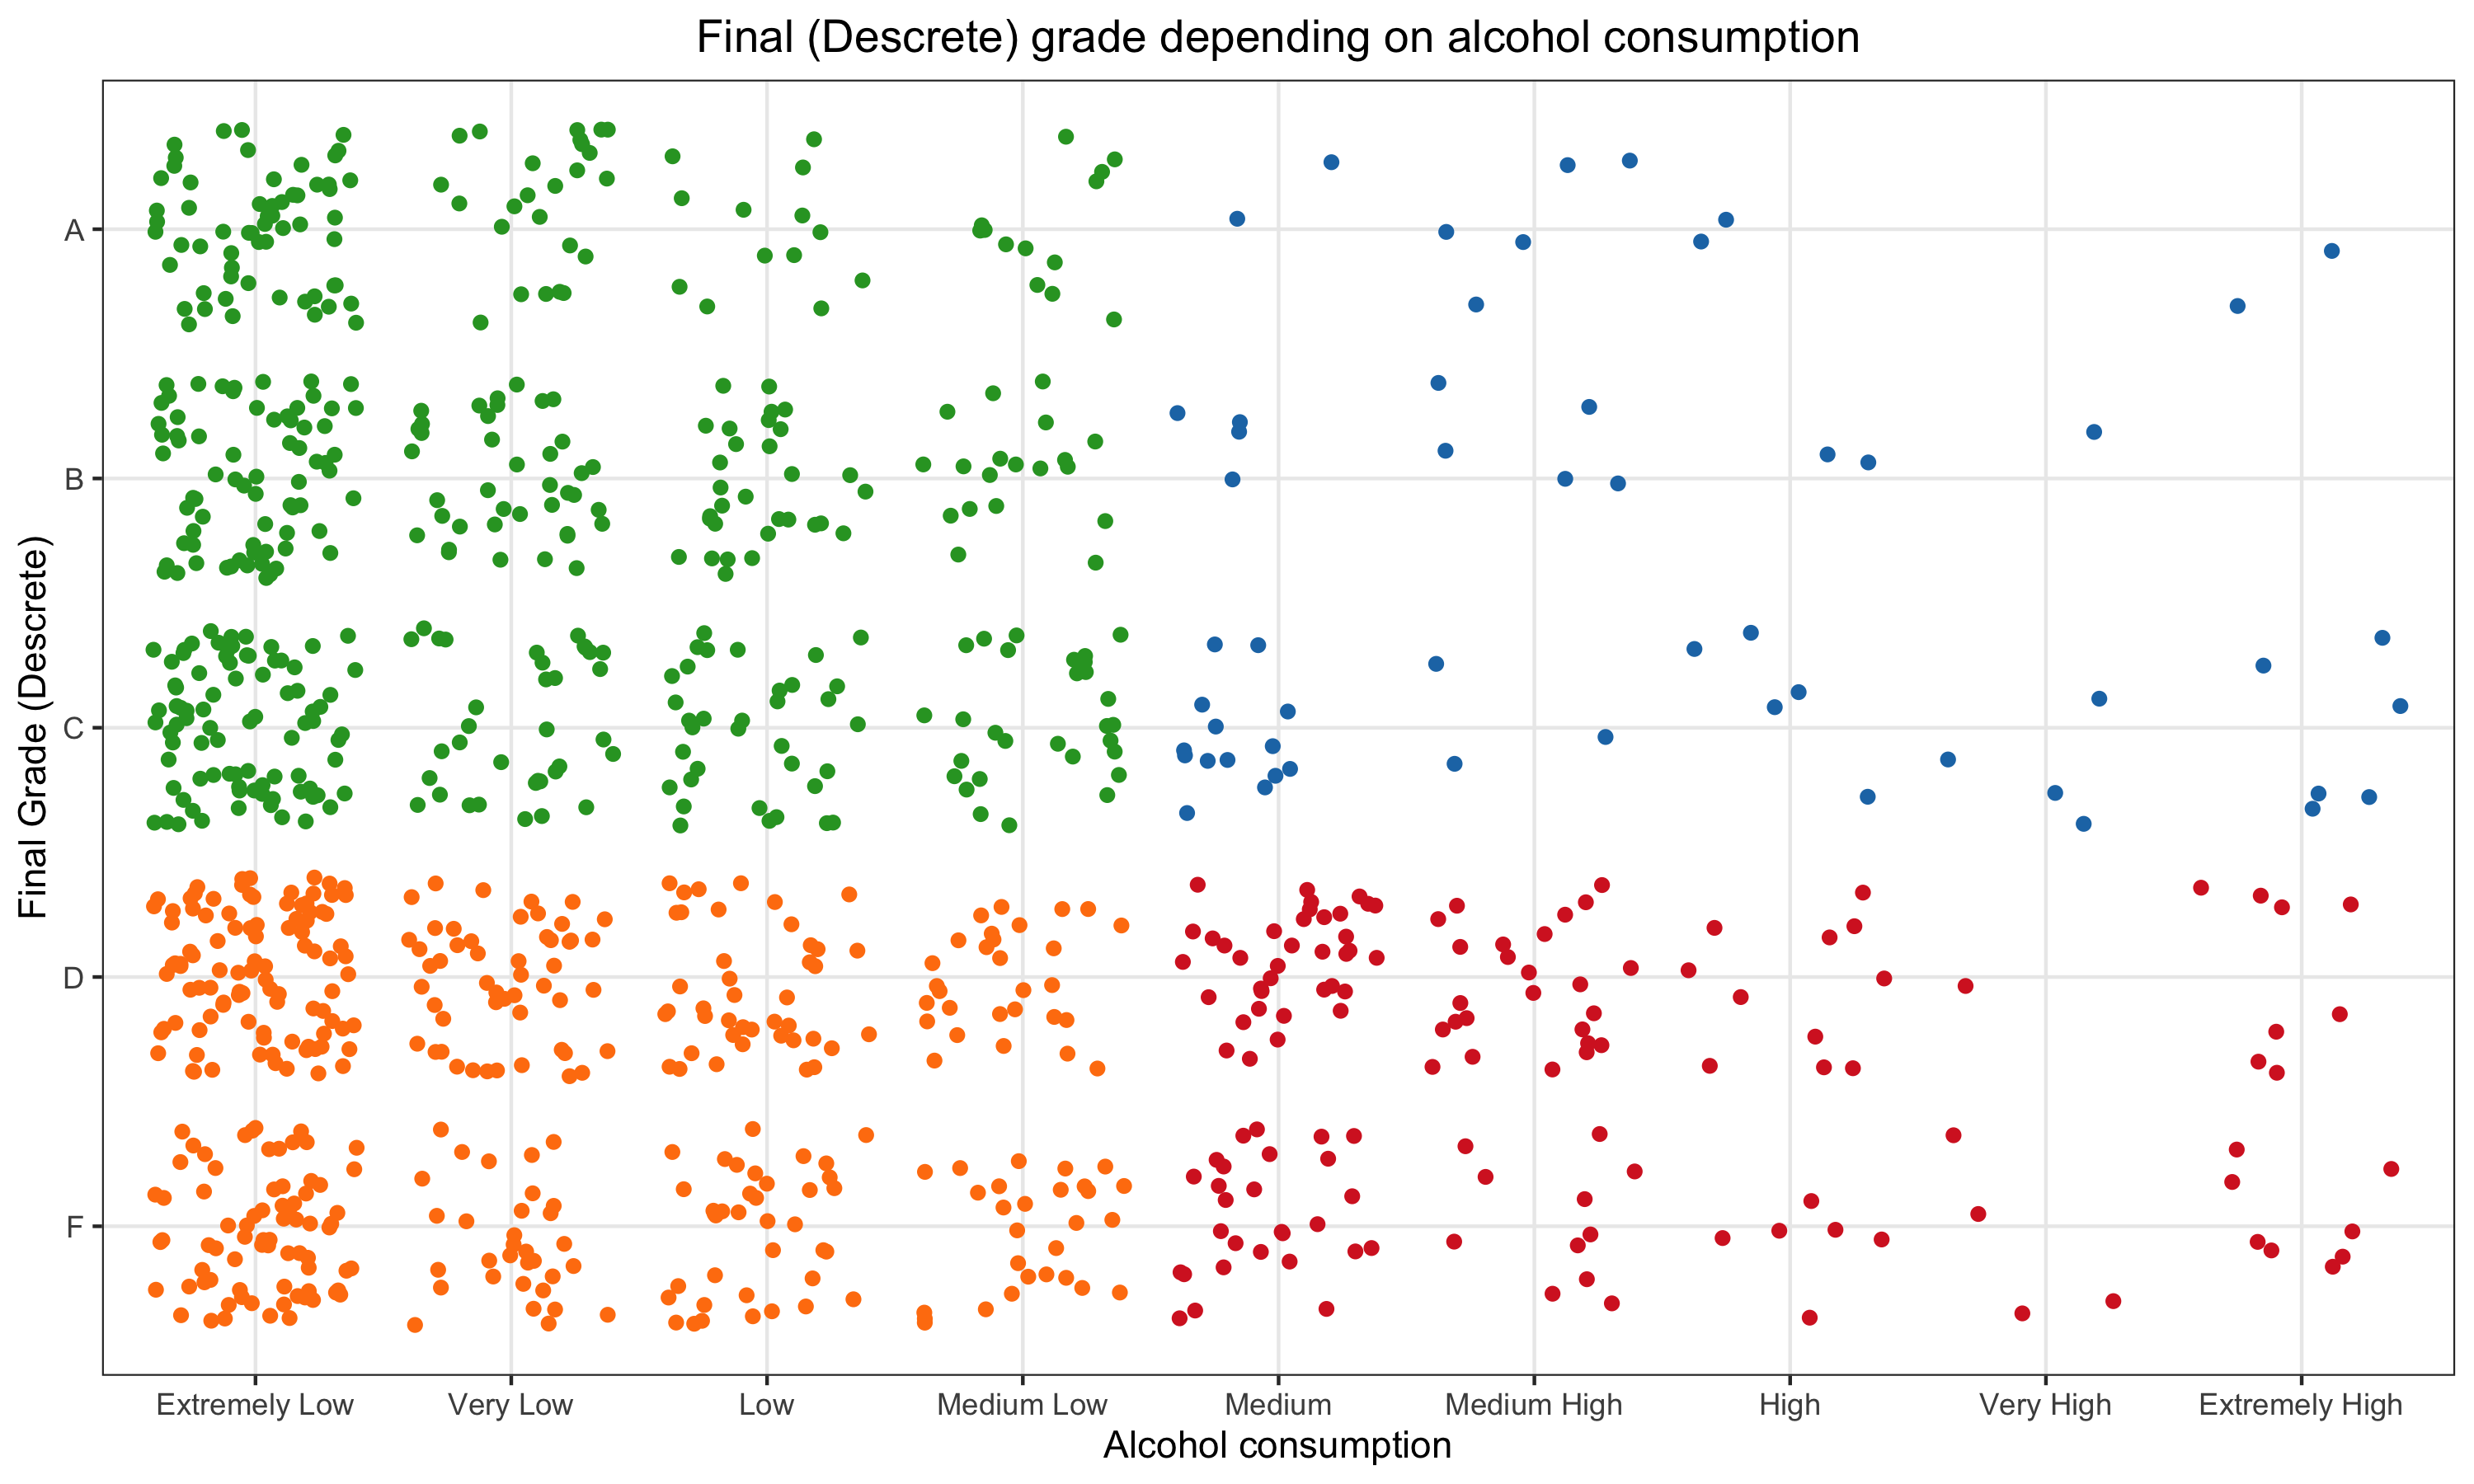 Final (Descrete) grade depending on alcohol consumption
Final Grade (Descrete)
A
B
C
D
F
Extremely Low Very Low Low Medium Low Medium Medium High High Very High Extremely High
Alcohol consumption